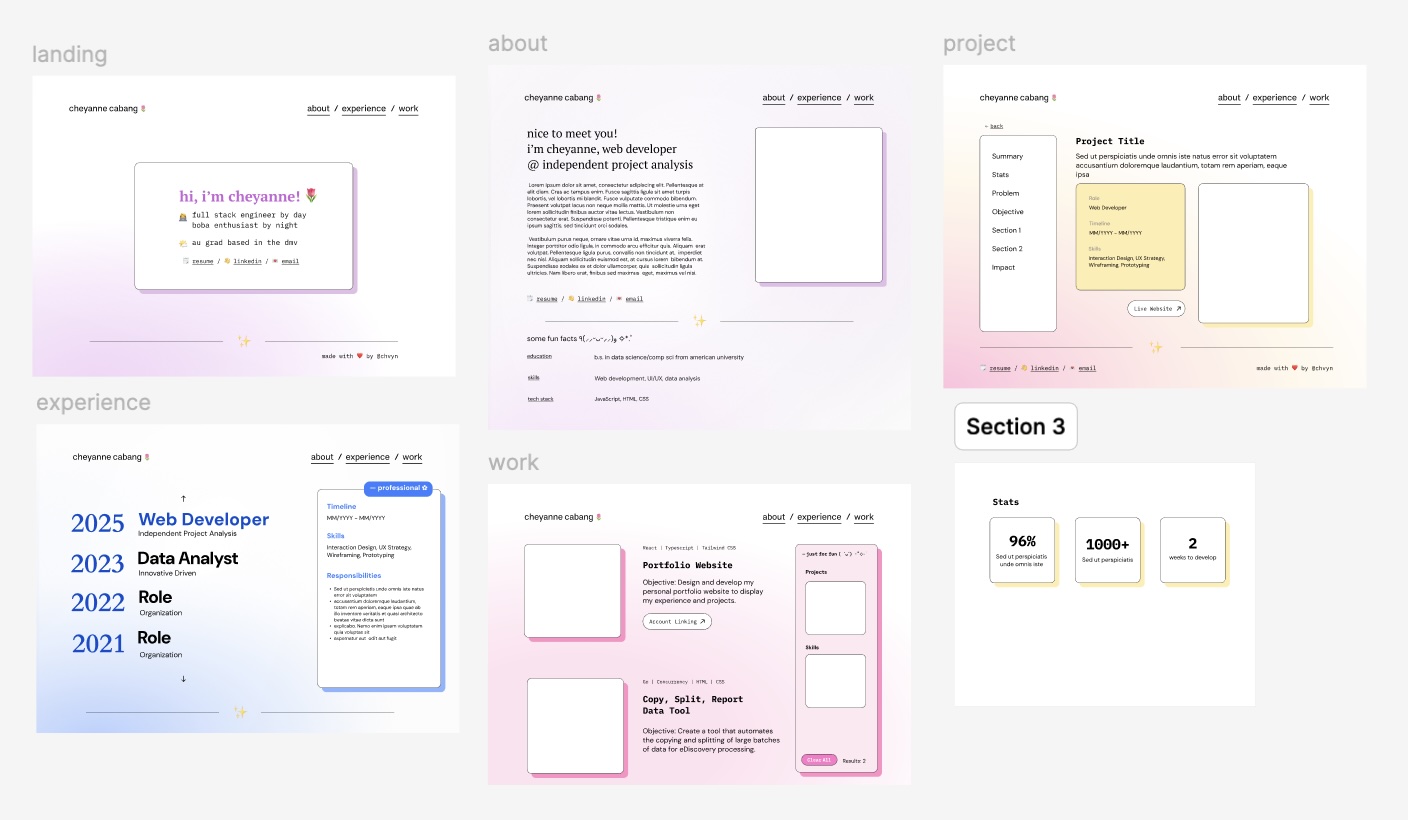 landing
cheyanne cabang 🌷
about / experience / work
hi, i’m cheyanne! 🌷
full stack engineer by day
boba enthusiast by night
au grad based in the dmv
resume / 👋 linkedin / 💌 email
✨
made with ❤️ by @chvyn
experience
cheyanne cabang 🌷
about / experience / work
↑
2025 Web Developer
Independent Project Analysis
2023 Data Analyst
Innovative Driven
2022 Role
Organization
2021 Role
Organization
↓
— professional ✿
Timeline
MM/YYYY – MM/YYYY
Skills
Interaction Design, UX Strategy,
Wireframing, Prototyping
Responsibilities
• Sed ut perspiciatis unde omnis iste natus
error sit voluptatem
• accusantium doloremque laudantium,
totam rem aperiam, eaque ipsa quae ab
illo inventore veritatis et quasi architecto
beatae vitae dicta sunt
• explicabo. Nemo enim ipsam voluptatem
quia voluptas sit
• aspernatur aut odit aut fugit
✨
about
cheyanne cabang 🌷
about / experience / work
nice to meet you!
i’m cheyanne, web developer
@ independent project analysis
Lorem ipsum dolor sit amet, consectetur adipiscing elit. Pellentesque at
elit diam. Cras ac tempus enim. Fusce sagittis ligula sit amet turpis
lobortis, vel lobortis mi blandit. Fusce vulputate commodo bibendum.
Praesent volutpat lacus non neque mollis mattis. Ut molestie urna eget
lorem sollicitudin finibus auctor vitae lectus. Vestibulum non
consectetur erat. Suspendisse potenti. Pellentesque tristique enim eu
ipsum sagittis, sed tincidunt orci sodales.
Vestibulum purus neque, ornare vitae urna id, maximus viverra felis.
Integer porttitor odio ligula, in commodo arcu efficitur quis. Aliquam erat
volutpat. Pellentesque ligula purus, convallis non tincidunt at, imperdiet
nec nisl. Aliquam sollicitudin euismod est, at cursus lorem bibendum at.
Suspendisse sodales ex et dolor ullamcorper, quis sollicitudin ligula
ultricies. Nam libero erat, finibus sed maximus eget, maximus vel nisi
resume / 👋 linkedin / 💌 email
✨
some fun facts
education b.s. in data science/comp sci from american university
skills Web development, UI/UX, data analysis
tech stack JavaScript, HTML, CSS
work
cheyanne cabang 🌷
about / experience / work
React | Typescript | Tailwind CSS
Portfolio Website
Objective: Design and develop my
personal portfolio website to display
my experience and projects.
Account Linking ↗
Go | Concurrency | HTML | CSS
Copy, Split, Report
Data Tool
Objective: Create a tool that automates
the copying and splitting of large batches
of data for eDiscovery processing.
— just for fun
Projects
Skills
Clear All Results 2
project
cheyanne cabang 🌷
about / experience / work
← back
Summary
Stats
Problem
Objective
Section 1
Section 2
Impact
Project Title
Sed ut perspiciatis unde omnis iste natus error sit voluptatem
accusantium doloremque laudantium, totam rem aperiam, eaque
ipsa
Role
Web Developer
Timeline
MM/YYYY – MM/YYYY
Skills
Interaction Design, UX Strategy,
Wireframing, Prototyping
Live Website ↗
✨
resume / 👋 linkedin / 💌 email
made with ❤️ by @chvyn
Section 3
Stats
96%
Sed ut perspiciatis
unde omnis iste
1000+
Sed ut perspiciatis
2
weeks to develop